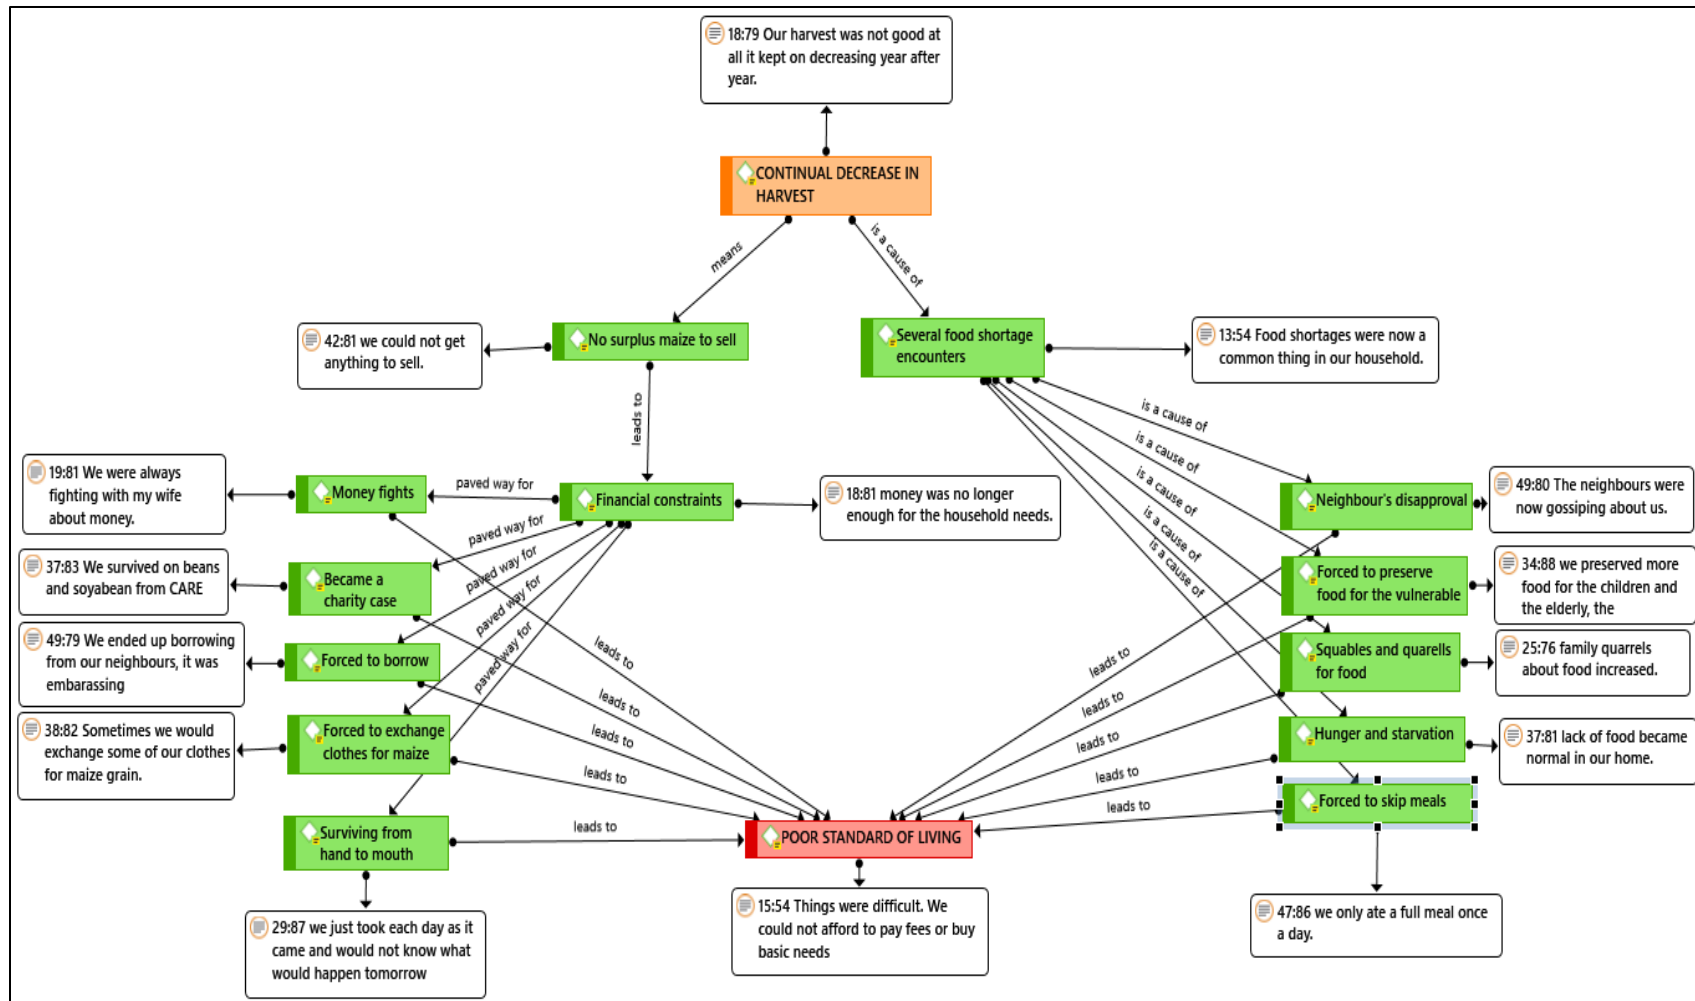 18:79 Our harvest was not good at
all it kept on decreasing year after
year.
CONTINUAL DECREASE IN
HARVEST
means
is a cause of
42:81 we could not get
anything to sell.
No surplus maize to sell
Several food shortage
encounters
13:54 Food shortages were now a
common thing in our household.
leads to
is a cause of
is a cause of
is a cause of
is a cause of
is a cause of
19:81 We were always
fighting with my wife
about money.
Money fights
paved way for
Financial constraints
18:81 money was no longer
enough for the household needs.
Neighbour's disapproval
49:80 The neighbours were
now gossiping about us.
paved way for
paved way for
paved way for
paved way for
37:83 We survived on beans
and soyabean from CARE
Became a
charity case
Forced to preserve
food for the vulnerable
34:88 we preserved more
food for the children and
the elderly, the
49:79 We ended up borrowing
from our neighbours, it was
embarassing
Forced to borrow
Squables and quarells
for food
25:76 family quarrels
about food increased.
leads to
leads to
leads to
leads to
leads to
leads to
leads to
leads to
leads to
leads to
38:82 Sometimes we would
exchange some of our clothes
for maize grain.
Forced to exchange
clothes for maize
Hunger and starvation
37:81 lack of food became
normal in our home.
Forced to skip meals
Surviving from
hand to mouth
POOR STANDARD OF LIVING
29:87 we just took each day as it
came and would not know what
would happen tomorrow
15:54 Things were difficult. We
could not afford to pay fees or buy
basic needs
47:86 we only ate a full meal once
a day.